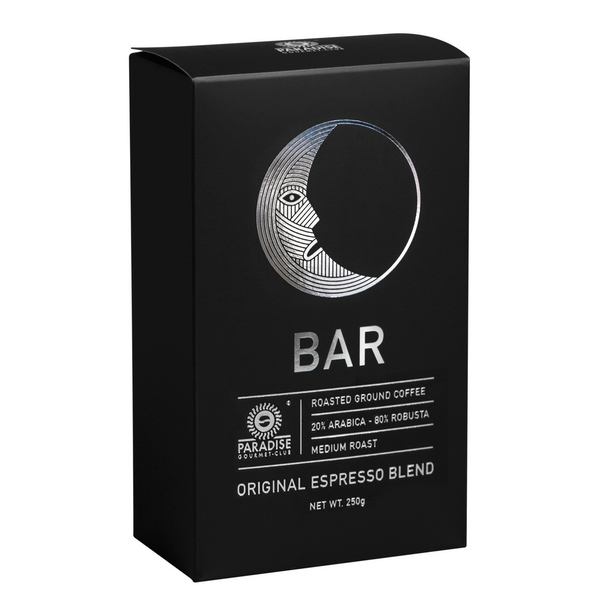 PARADISE
BAR
ROASTED GROUND COFFEE
20% ARABICA - 80% ROBUSTA
MEDIUM ROAST
PARADISE
GOURMET-CLUB
ORIGINAL ESPRESSO BLEND
NET WT. 250g